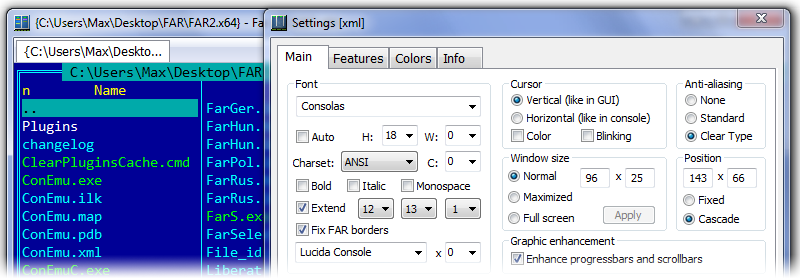 {C:\Users\Max\Desktop\FAR\FAR2.x64} - Fa
{C:\Users\Max\Deskto...
C:\Users\Max\Desktop\FAR
n Name
..
FarGer.
Plugins
FarHun.
changelog
FarHun.
ClearPluginsCache.cmd
FarPol.
ConEmu.exe
FarRus.
ConEmu.ilk
FarRus.
ConEmu.map
FarS.ex
ConEmu.pdb
FarSele
ConEmu.xml
File_id
ConEmuC.exe
Liberat
Settings [xml]
Main Features Colors Info
Font
Consolas
Auto H: 18 W: 0
Charset: ANSI C: 0
Bold Italic Monospace
Extend 12 13 1
Fix FAR borders
Lucida Console x 0
Cursor
Vertical (like in GUI)
Horizontal (like in console)
Color Blinking
Anti-aliasing
None
Standard
Clear Type
Window size
Normal 96 x 25
Maximized
Full screen Apply
Position
143 x 66
Fixed
Cascade
Graphic enhancement
Enhance progressbars and scrollbars